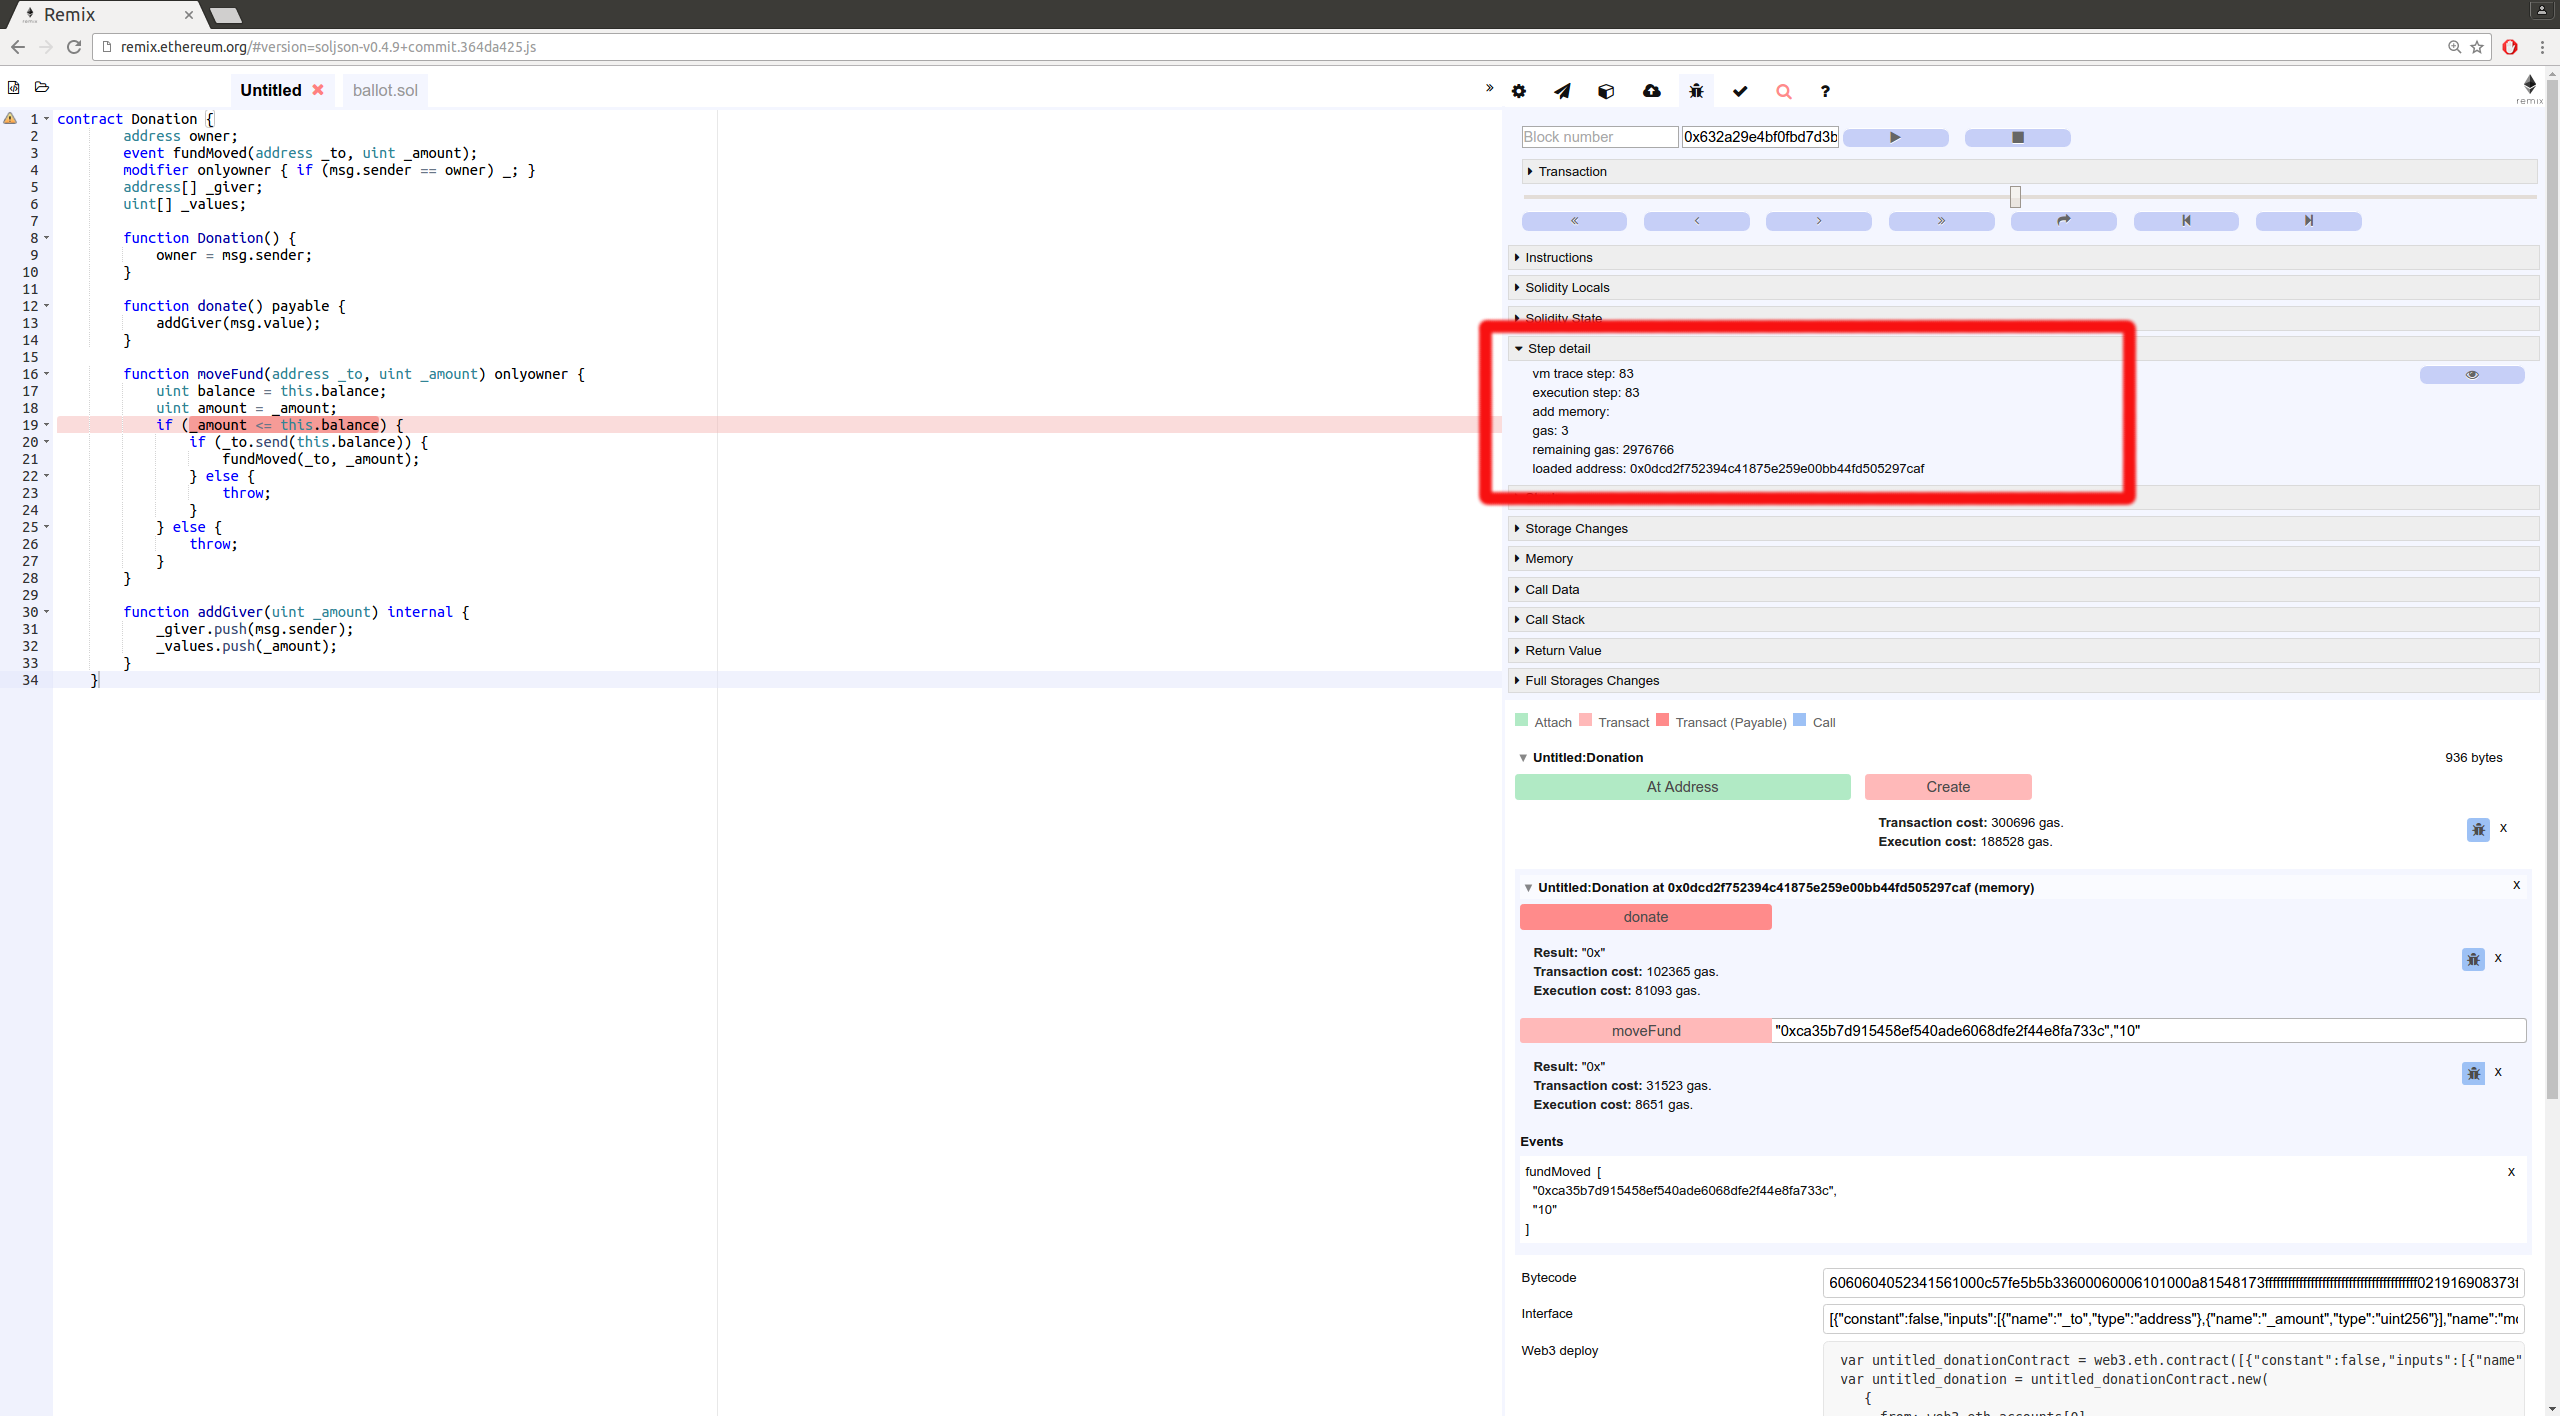 Remix
remix.ethereum.org/#version=soljson-v0.4.9+commit.364da425.js
Untitled ballot.sol
remix
1 contract Donation {
2 address owner;
3 event fundMoved(address _to, uint _amount);
4 modifier onlyowner { if (msg.sender == owner) _; }
5 address[] _giver;
6 uint[] _values;
7
8 function Donation() {
9 owner = msg.sender;
10 }
11
12 function donate() payable {
13 addGiver(msg.value);
14 }
15
16 function moveFund(address _to, uint _amount) onlyowner {
17 uint balance = this.balance;
18 uint amount = _amount;
19 if (_amount <= this.balance) {
20 if (_to.send(this.balance)) {
21 fundMoved(_to, _amount);
22 } else {
23 throw;
24 }
25 } else {
26 throw;
27 }
28 }
29
30 function addGiver(uint _amount) internal {
31 _giver.push(msg.sender);
32 _values.push(_amount);
33 }
34 }
Block number 0x632a29e4bf0fbd7d3b
Transaction
Instructions
Solidity Locals
Solidity State
Step detail
vm trace step: 83
execution step: 83
add memory:
gas: 3
remaining gas: 2976766
loaded address: 0x0dcd2f752394c41875e259e00bb44fd505297caf
Storage Changes
Memory
Call Data
Call Stack
Return Value
Full Storages Changes
Attach Transact Transact (Payable) Call
Untitled:Donation 936 bytes
At Address Create
Transaction cost: 300696 gas.
Execution cost: 188528 gas.
x
Untitled:Donation at 0x0dcd2f752394c41875e259e00bb44fd505297caf (memory) x
donate
Result: "0x"
Transaction cost: 102365 gas.
Execution cost: 81093 gas.
x
moveFund "0xca35b7d915458ef540ade6068dfe2f44e8fa733c","10"
Result: "0x"
Transaction cost: 31523 gas.
Execution cost: 8651 gas.
x
Events
fundMoved [ x
"0xca35b7d915458ef540ade6068dfe2f44e8fa733c",
"10"
]
Bytecode
Interface [{"constant":false,"inputs":[{"name":"_to","type":"address"},{"name":"_amount","type":"uint256"}],"name":"mo
Web3 deploy var untitled_donationContract = web3.eth.contract([{"constant":false,"inputs":[{"name"
var untitled_donation = untitled_donationContract.new(
{